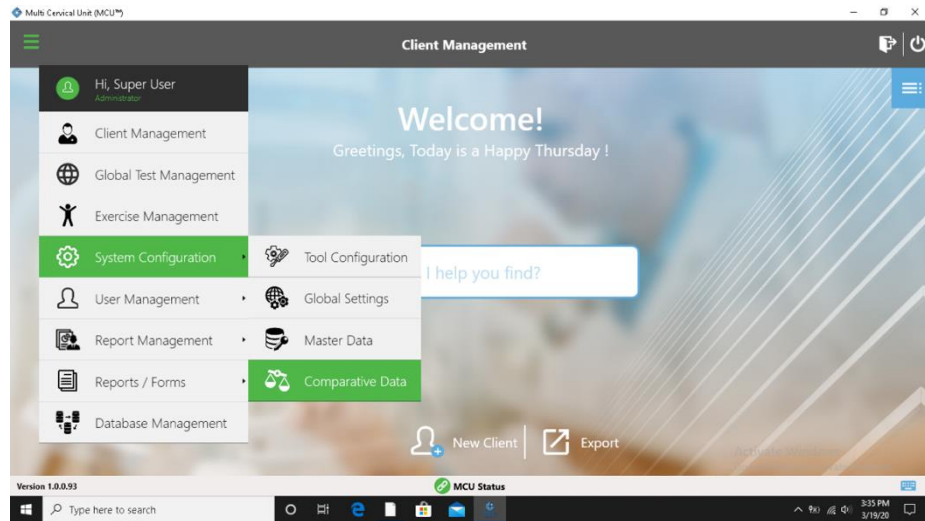 Multi Cervical Unit (MCU™)
Client Management
Hi, Super User
Administrator
Client Management
Global Test Management
Exercise Management
System Configuration
User Management
Report Management
Reports / Forms
Database Management
Tool Configuration
Global Settings
Master Data
Comparative Data
Welcome!
Greetings, Today is a Happy Thursday !
I help you find?
New Client
Export
Version 1.0.0.93
MCU Status
Type here to search
3:35 PM
3/19/20